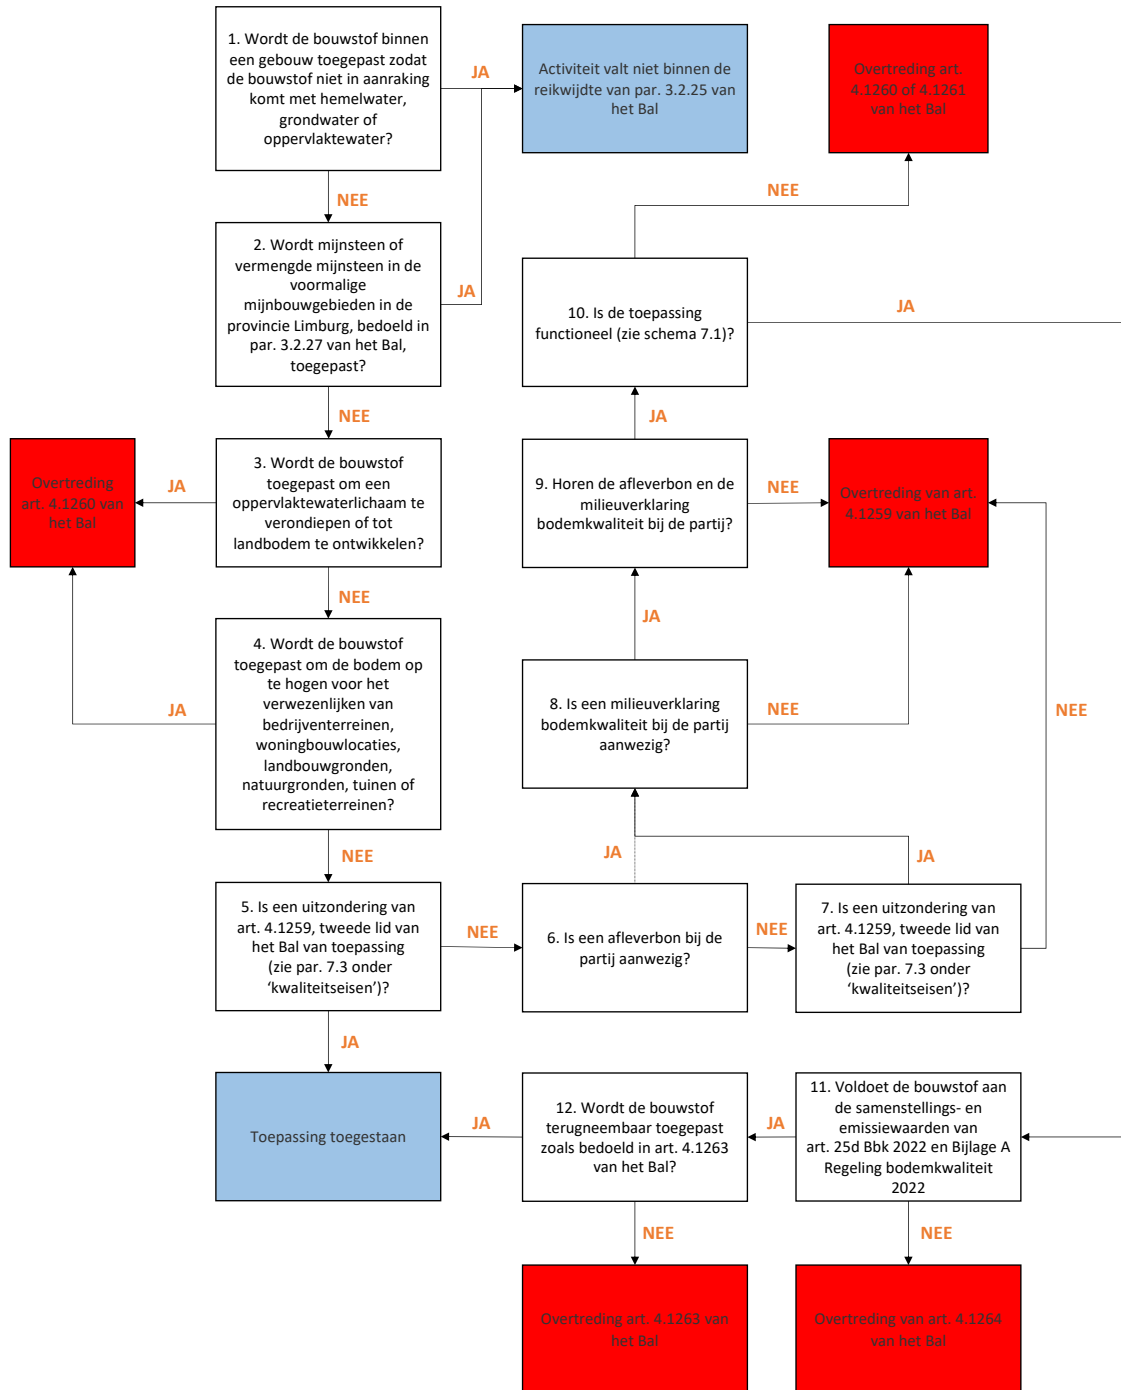 1. Wordt de bouwstof binnen
een gebouw toegepast zodat
de bouwstof niet in aanraking
komt met hemelwater,
grondwater of
oppervlaktewater?
JA
Activiteit valt niet binnen de
reikwijdte van par. 3.2.25 van
het Bal
Overtreding art.
4.1260 of 4.1261
van het Bal
NEE
NEE
2. Wordt mijnsteen of
vermengde mijnsteen in de
voormalige
mijnbouwgebieden in de
provincie Limburg, bedoeld in
par. 3.2.27 van het Bal,
toegepast?
JA
10. Is de toepassing
functioneel (zie schema 7.1)?
JA
NEE
JA
Overtreding
art. 4.1260 van
het Bal
JA
3. Wordt de bouwstof
toegepast om een
oppervlaktewaterlichaam te
verondiepen of tot
landbodem te ontwikkelen?
9. Horen de afleverbon en de
milieuverklaring
bodemkwaliteit bij de partij?
NEE
Overtreding van art.
4.1259 van het Bal
NEE
JA
4. Wordt de bouwstof
toegepast om de bodem op
te hogen voor het
verwezenlijken van
bedrijventerreinen,
woningbouwlocaties,
landbouwgronden,
natuurgronden, tuinen of
recreatieterreinen?
JA
8. Is een milieuverklaring
bodemkwaliteit bij de partij
aanwezig?
NEE
NEE
NEE
JA
JA
5. Is een uitzondering van
art. 4.1259, tweede lid van
het Bal van toepassing
(zie par. 7.3 onder
‘kwaliteitseisen’)?
NEE
6. Is een afleverbon bij de
partij aanwezig?
NEE
7. Is een uitzondering van
art. 4.1259, tweede lid van
het Bal van toepassing
(zie par. 7.3 onder
‘kwaliteitseisen’)?
JA
Toepassing toegestaan
JA
12. Wordt de bouwstof
terugneembaar toegepast
zoals bedoeld in art. 4.1263
van het Bal?
JA
11. Voldoet de bouwstof aan
de samenstellings- en
emissiewaarden van
art. 25d Bbk 2022 en Bijlage A
Regeling bodemkwaliteit
2022
NEE
NEE
Overtreding art. 4.1263 van
het Bal
Overtreding van art. 4.1264
van het Bal